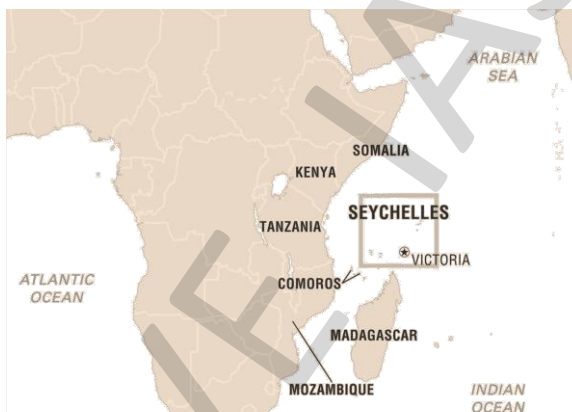 ARABIAN
SEA
SOMALIA
KENYA
SEYCHELLES
TANZANIA
VICTORIA
COMOROS
ATLANTIC
OCEAN
MADAGASCAR
MOZAMBIQUE
INDIAN
OCEAN